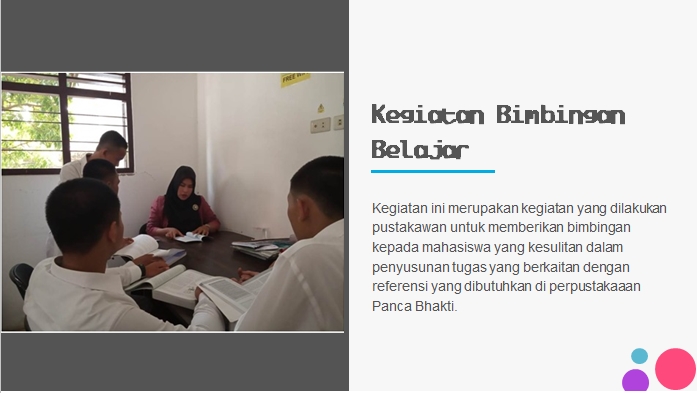 FREE
Kegiatan Bimbingan
Belajar
Kegiatan ini merupakan kegiatan yang dilakukan
pustakawan untuk memberikan bimbingan
kepada mahasiswa yang kesulitan dalam
penyusunan tugas yang berkaitan dengan
referensi yang dibutuhkan di perpustakaaan
Panca Bhakti.